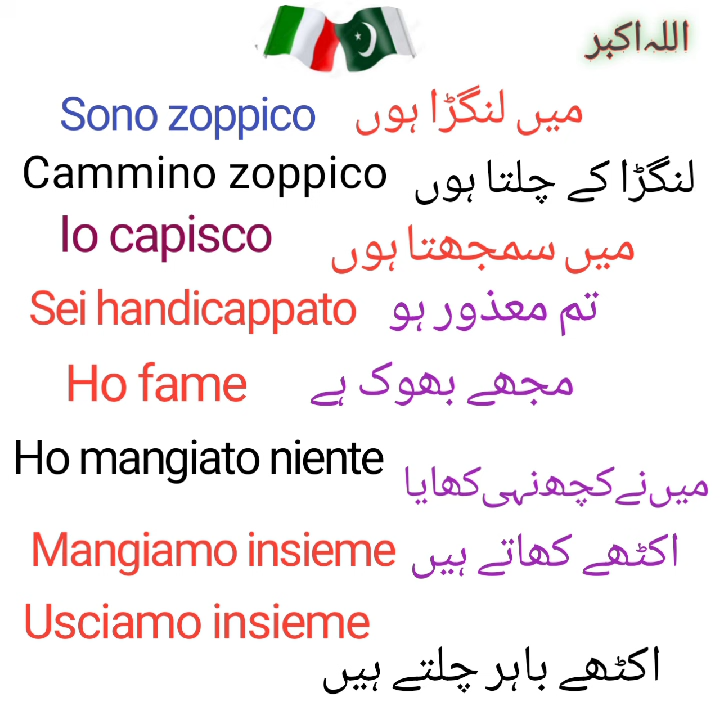 اللہ اکبر
Sono zoppico میں لنگڑا ہوں
Cammino zoppico لنگڑا کے چلتا ہوں
Io capisco میں سمجھتا ہوں
Sei handicappato تم معذور ہو
Ho fame مجھے بھوک ہے
Ho mangiato niente میں نے کچھ نہی کھایا
Mangiamo insieme اکٹھے کھاتے ہیں
Usciamo insieme
اکٹھے باہر چلتے ہیں